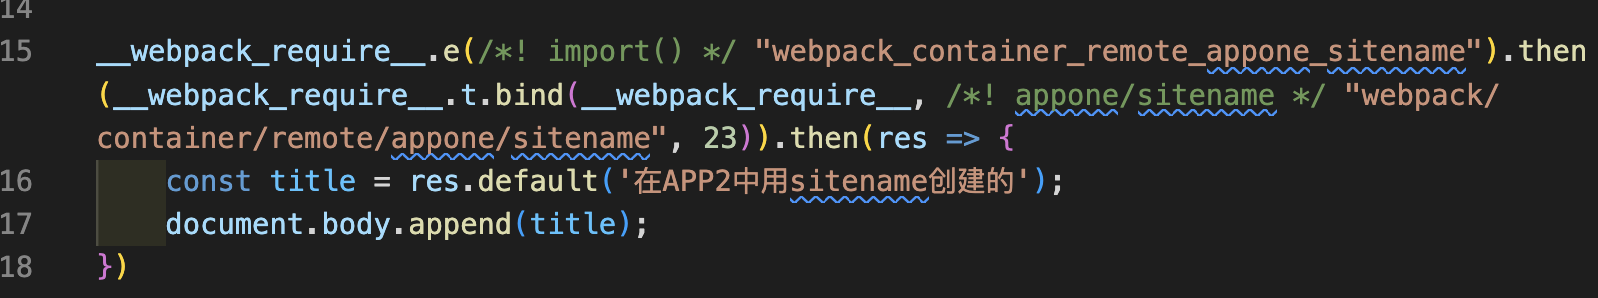 14
15 __webpack_require__.e(/*! import() */ "webpack_container_remote_appone_sitename").then
(__webpack_require__.t.bind(__webpack_require__, /*! appone/sitename */ "webpack/
container/remote/appone/sitename", 23)).then(res => {
16 const title = res.default('在APP2中用sitename创建的');
17 document.body.append(title);
18 })